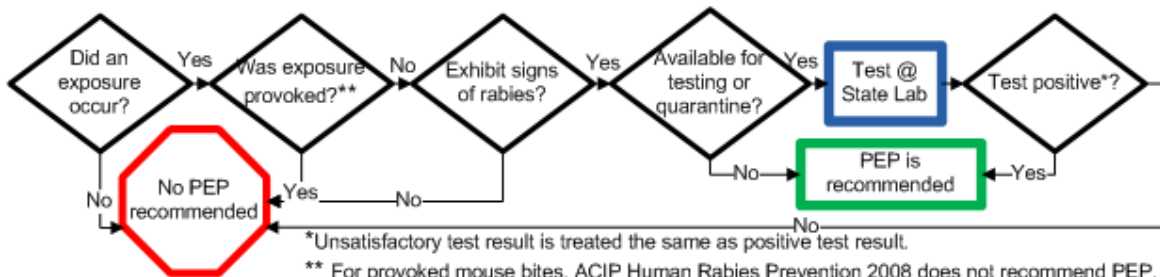 Did an
exposure
occur?
Yes
Was exposure
provoked?**
No
Exhibit signs
of rabies?
Yes
Available for
testing or
quarantine?
Yes
Test @
State Lab
Test positive*?
No
No PEP
recommended
Yes
No
No
PEP is
recommended
Yes
No
*Unsatisfactory test result is treated the same as positive test result.
** For provoked mouse bites, ACIP Human Rabies Prevention 2008 does not recommend PEP.